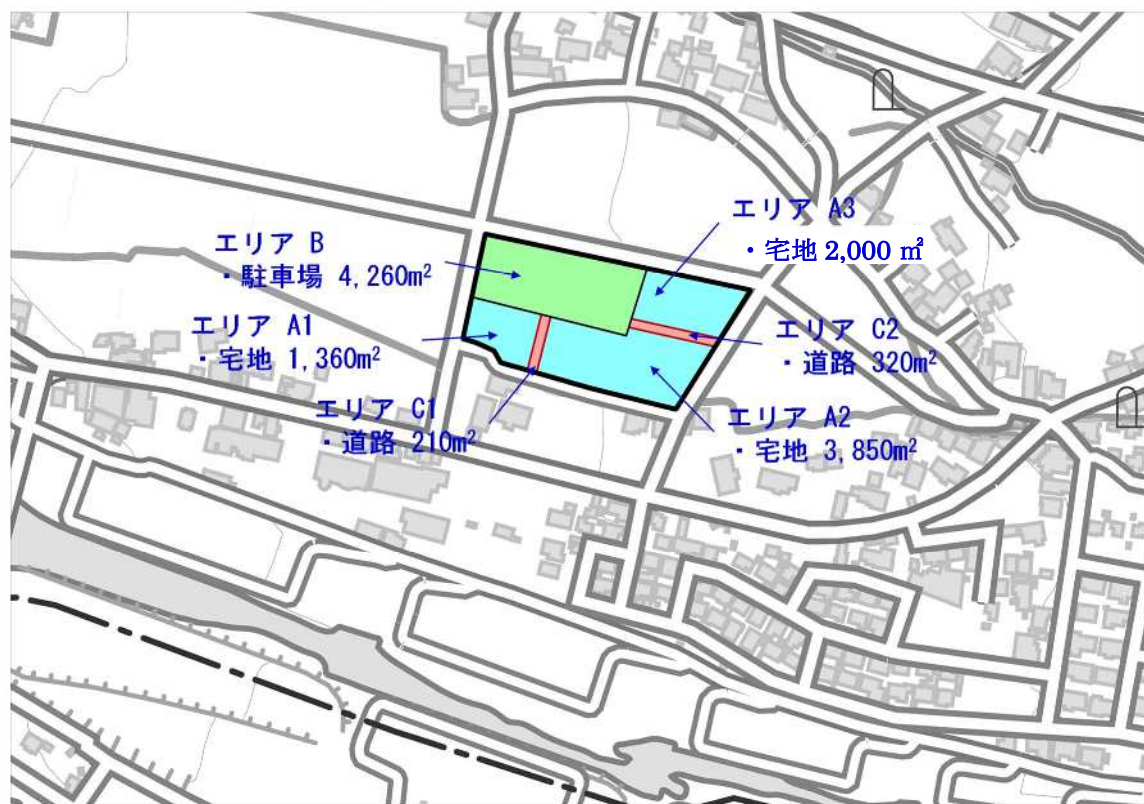 エリア A3
・宅地 2,000 ㎡
エリア B
・駐車場 4,260m²
エリア A1
・宅地 1,360m²
エリア C2
・道路 320m²
エリア C1
・道路 210m²
エリア A2
・宅地 3,850m²